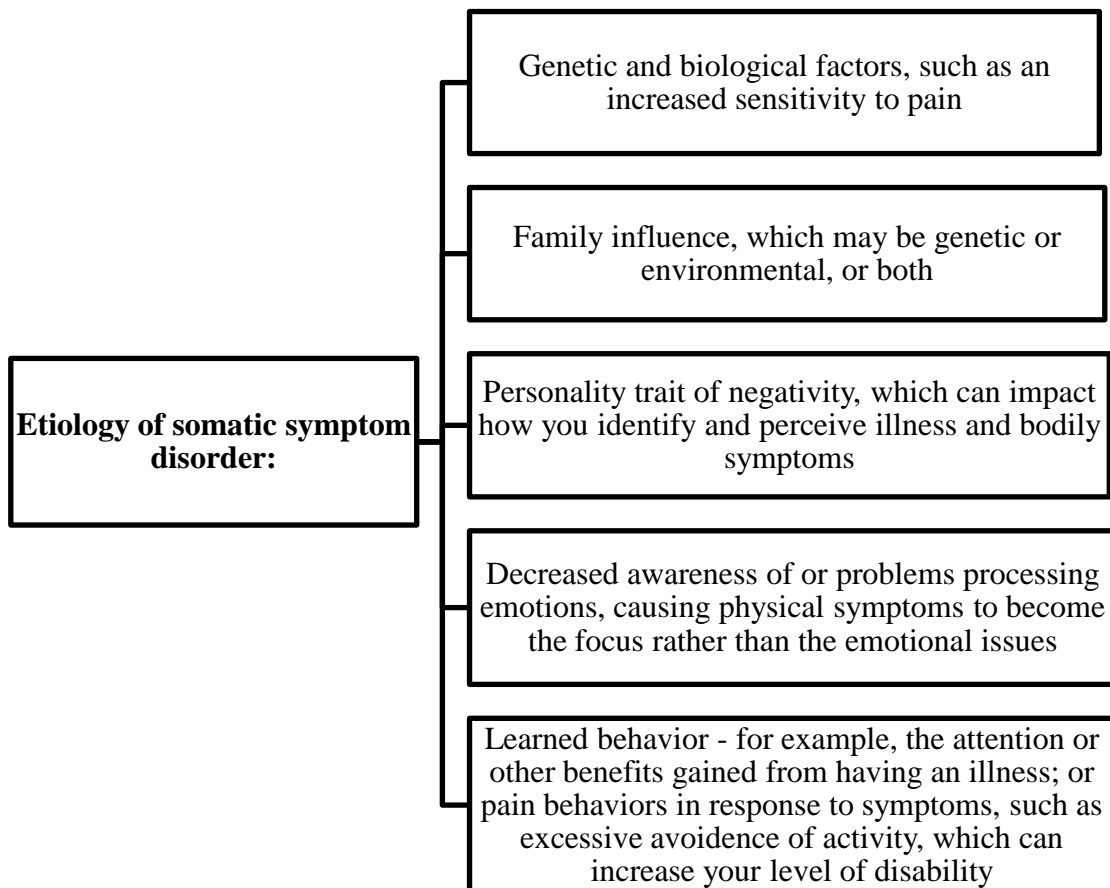 Genetic and biological factors, such as an
increased sensitivity to pain
Family influence, which may be genetic or
environmental, or both
Etiology of somatic symptom
disorder:
Personality trait of negativity, which can impact
how you identify and perceive illness and bodily
symptoms
Decreased awareness of or problems processing
emotions, causing physical symptoms to become
the focus rather than the emotional issues
Learned behavior - for example, the attention or
other benefits gained from having an illness; or
pain behaviors in response to symptoms, such as
excessive avoidence of activity, which can
increase your level of disability